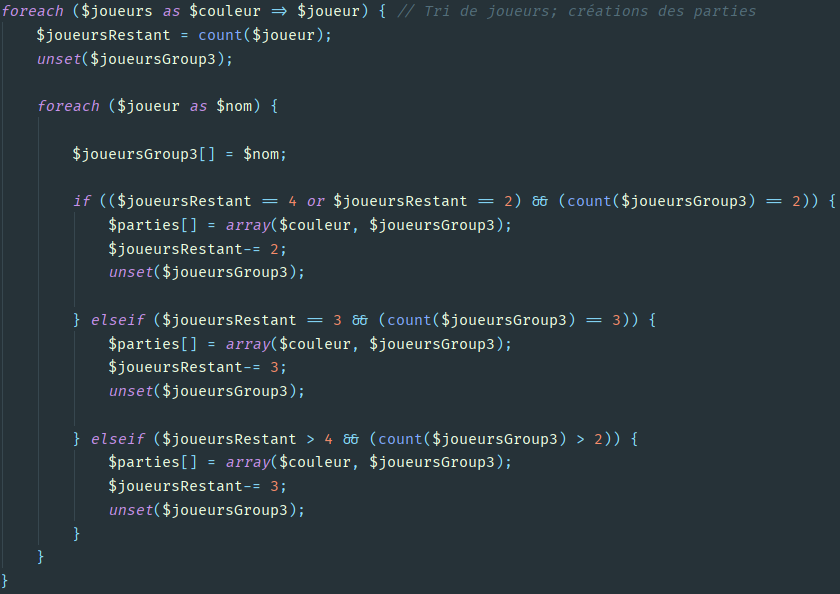 foreach ($joueurs as $couleur => $joueur) { // Tri de joueurs; créations des parties
$joueursRestant = count($joueur);
unset($joueursGroup3);
foreach ($joueur as $nom) {
$joueursGroup3[] = $nom;
if (($joueursRestant == 4 or $joueursRestant == 2) && (count($joueursGroup3) == 2)) {
$parties[] = array($couleur, $joueursGroup3);
$joueursRestant-= 2;
unset($joueursGroup3);
} elseif ($joueursRestant == 3 && (count($joueursGroup3) == 3)) {
$parties[] = array($couleur, $joueursGroup3);
$joueursRestant-= 3;
unset($joueursGroup3);
} elseif ($joueursRestant > 4 && (count($joueursGroup3) > 2)) {
$parties[] = array($couleur, $joueursGroup3);
$joueursRestant-= 3;
unset($joueursGroup3);
}
}
}